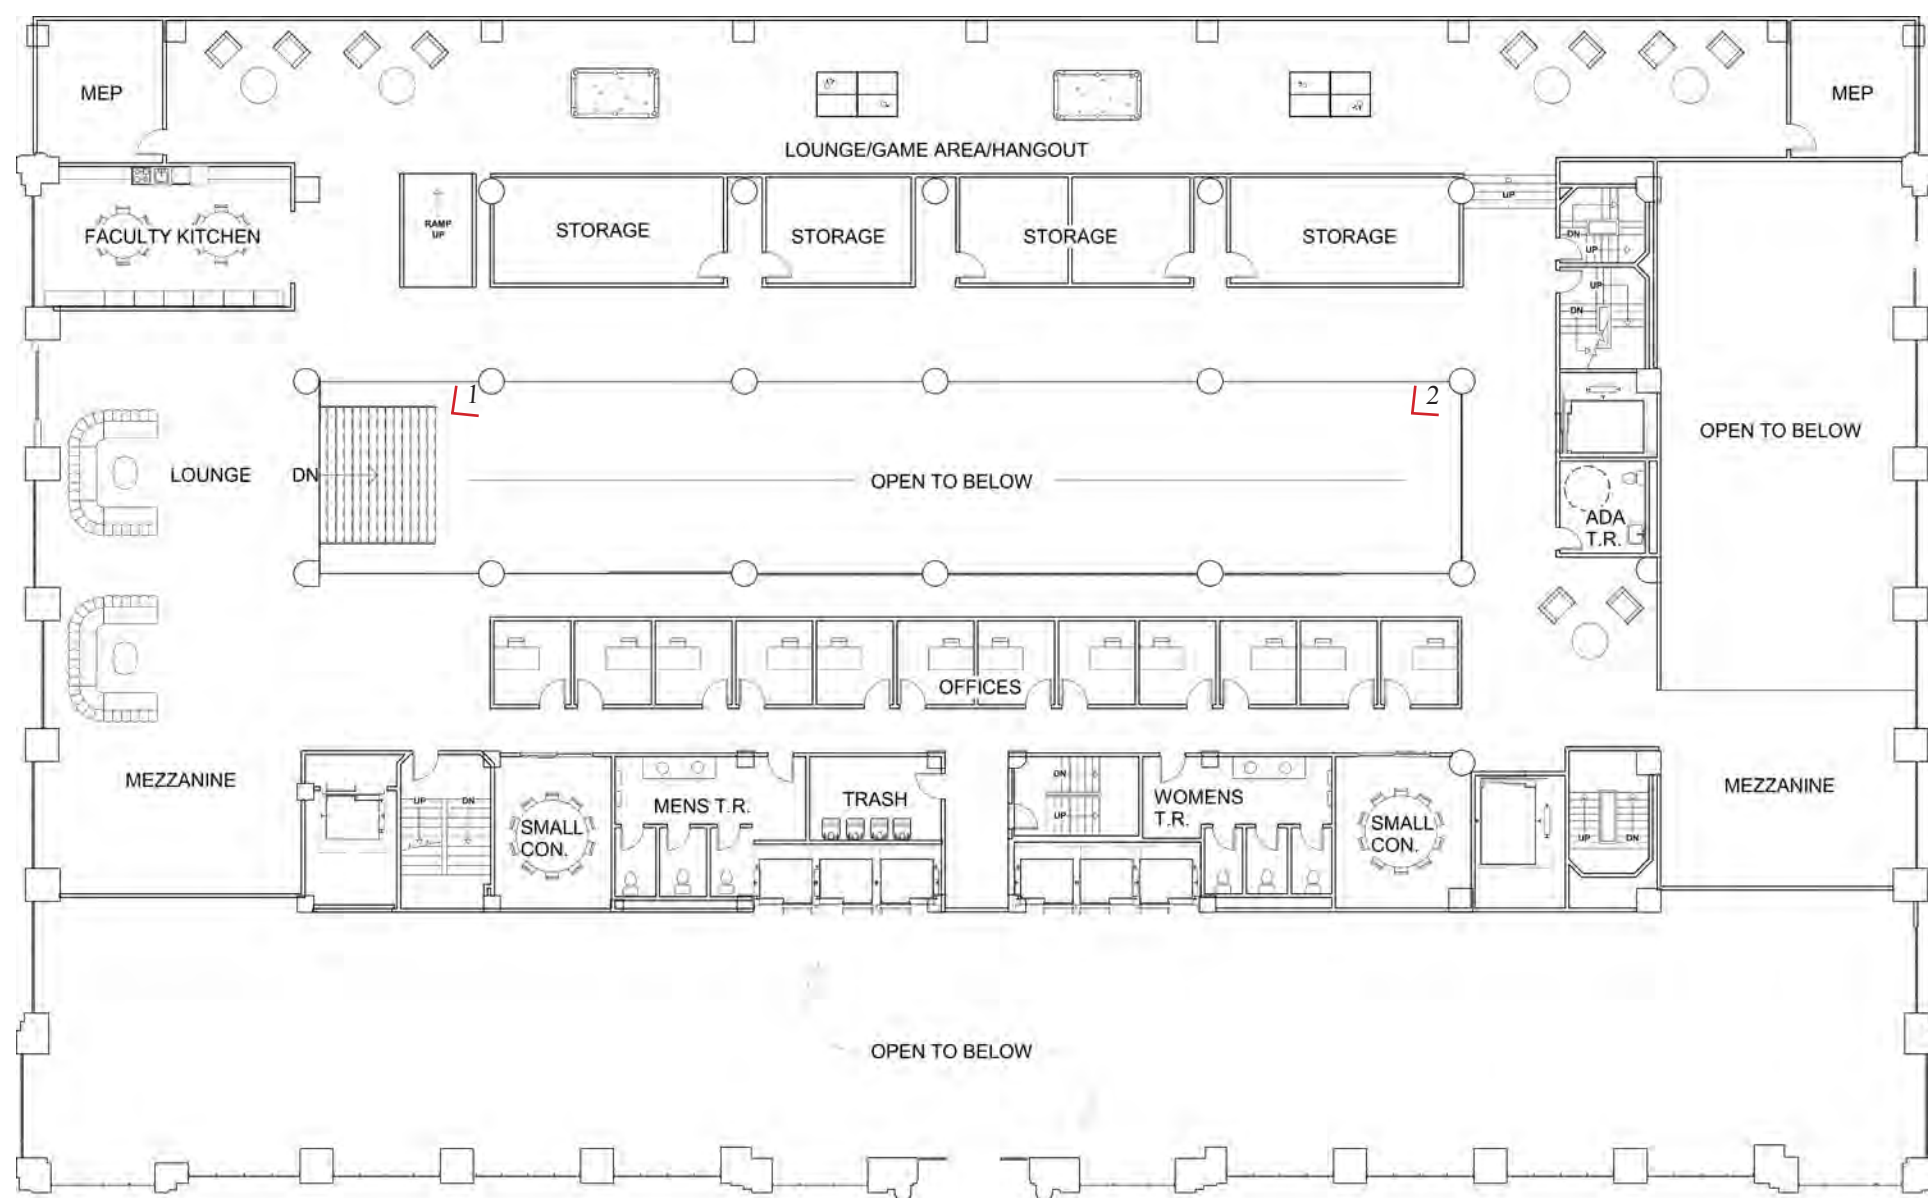 MEP
MEP
LOUNGE/GAME AREA/HANGOUT
RAMP
UP
STORAGE
STORAGE
STORAGE
STORAGE
UP
FACULTY KITCHEN
DN
UP
UP
DN
1
2
OPEN TO BELOW
LOUNGE
DN
OPEN TO BELOW
ADA
T.R.
OFFICES
MEZZANINE
UP
DN
SMALL
CON.
MENS T.R.
TRASH
DN
UP
WOMENS
T.R.
SMALL
CON.
UP
DN
MEZZANINE
OPEN TO BELOW